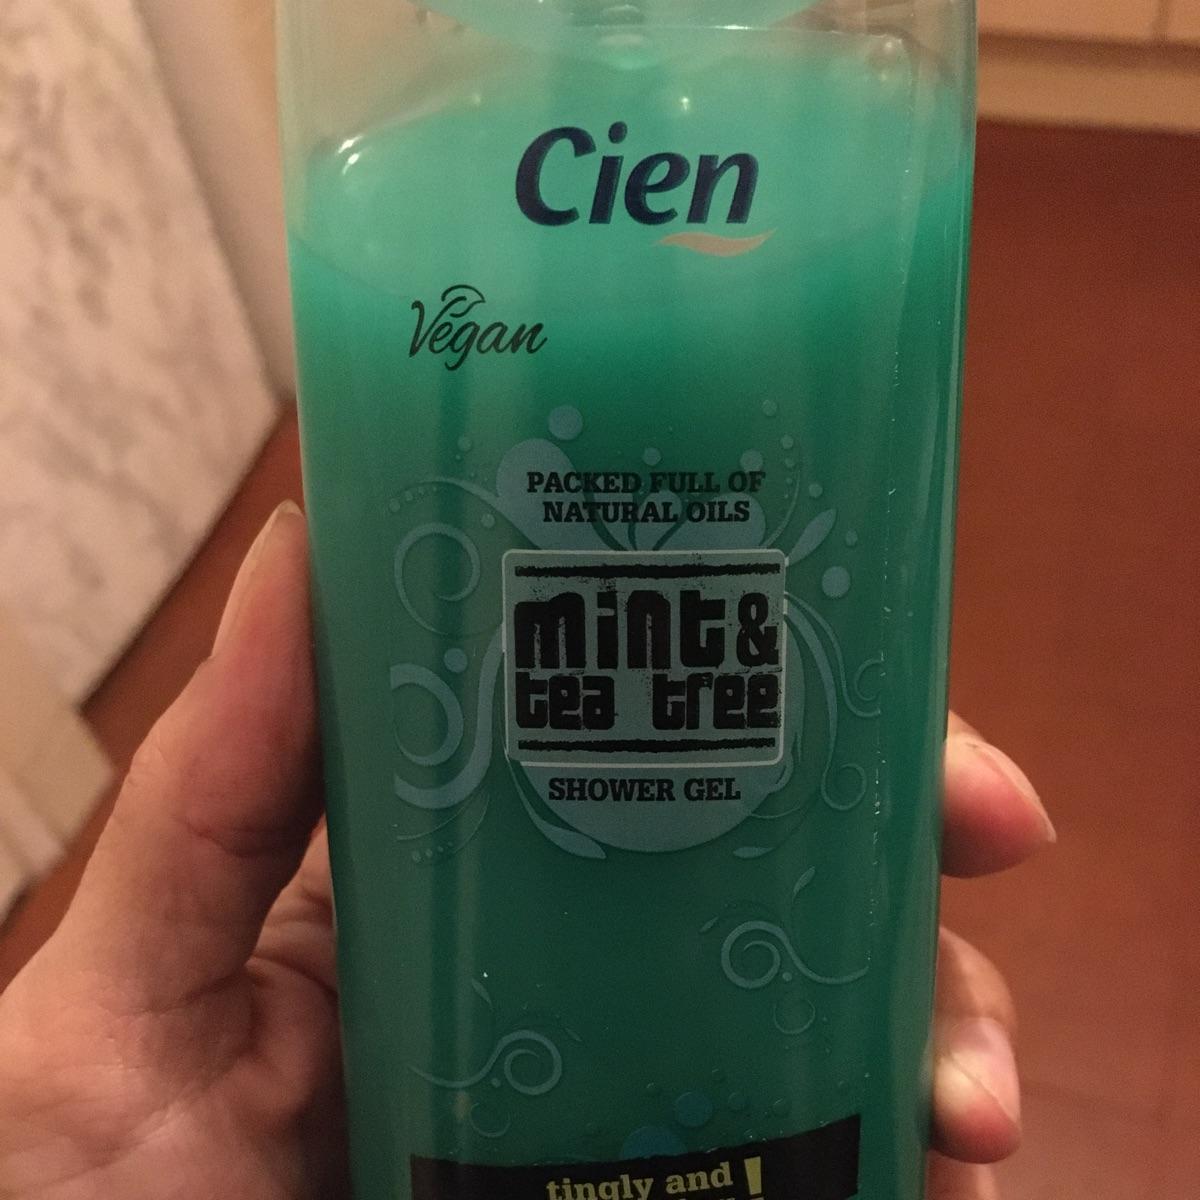 Cien
Vegan
PACKED FULL OF
NATURAL OILS
mint &
tea tree
SHOWER GEL
tingly and
!